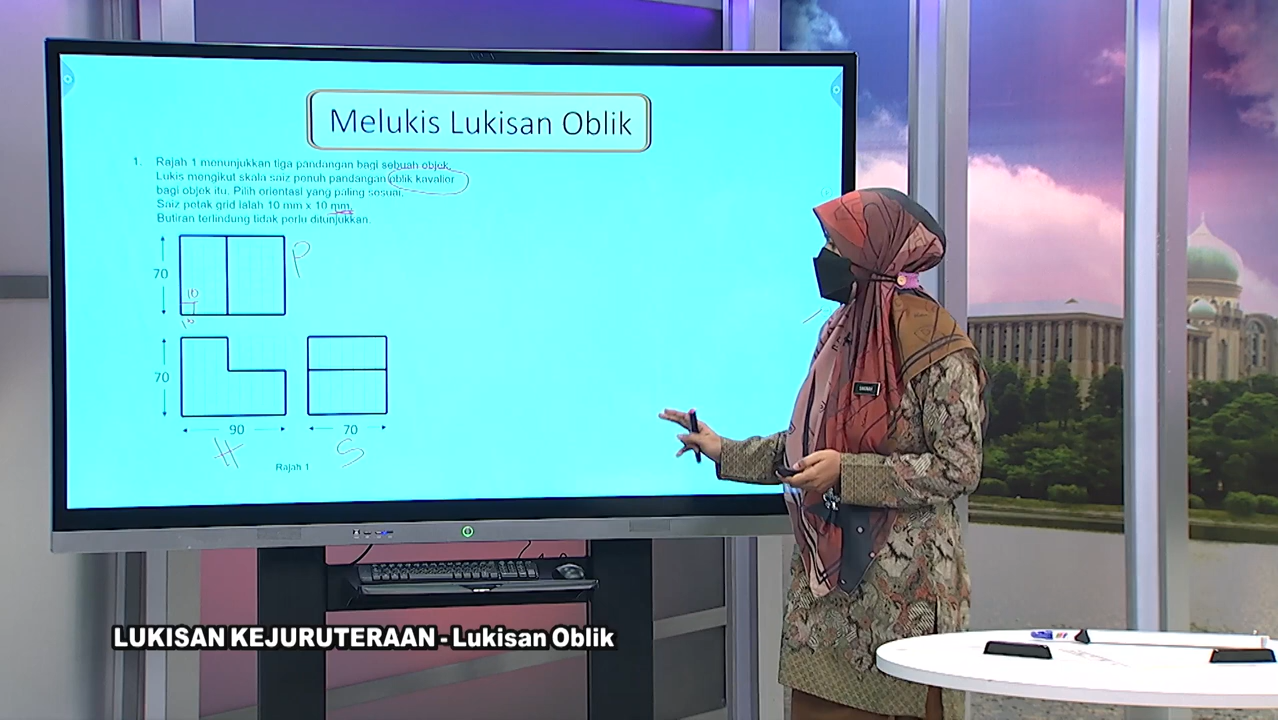 Melukis Lukisan Oblik
1. Rajah 1 menunjukkan tiga pandangan bagi sebuah objek.
Lukis mengikut skala saiz penuh pandangan oblik kavalier
bagi objek itu. Pilih orientasi yang paling sesuai.
Saiz petak grid ialah 10 mm x 10 mm.
Butiran terlindung tidak perlu ditunjukkan.
70
P
10
10
70
90
70
H
S
Rajah 1
LUKISAN KEJURUTERAAN - Lukisan Oblik